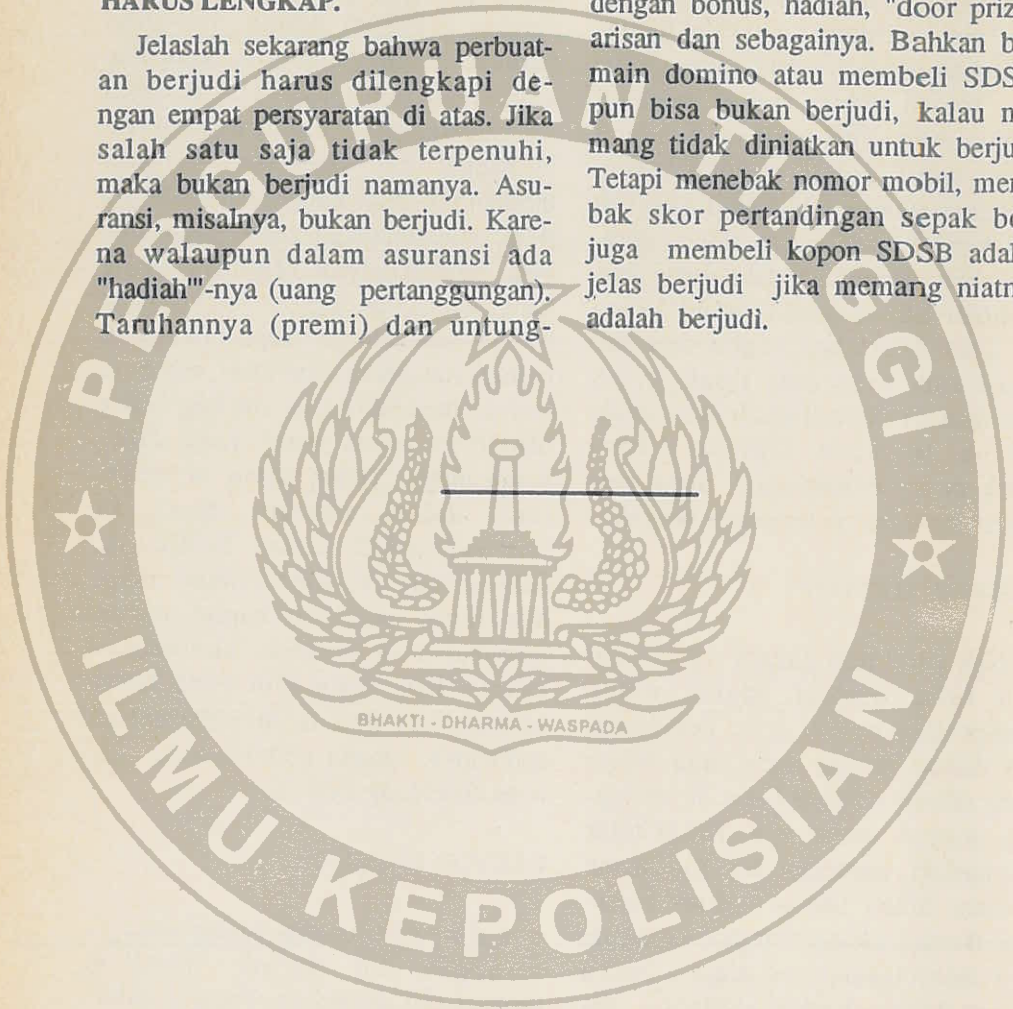 HARUS LENGKAP.
Jelaslah sekarang bahwa perbuat-
an berjudi harus dilengkapi de-
ngan empat persyaratan di atas. Jika
salah satu saja tidak terpenuhi,
maka bukan berjudi namanya. Asu-
ransi, misalnya, bukan berjudi. Kare-
na walaupun dalam asuransi ada
"hadiah'"-nya (uang pertanggungan).
Taruhannya (premi) dan untung-
dengan bonus, hadiah, "door priz
arisan dan sebagainya. Bahkan b
main domino atau membeli SDS
pun bisa bukan berjudi, kalau m
mang tidak diniatkan untuk berju
Tetapi menebak nomor mobil, mer
bak skor pertandingan sepak bo
juga membeli kopon SDSB adal
jelas berjudi jika memang niatn
adalah berjudi.
PERGURUAN TINGGI
ILMU KEPOLISIAN
BHAKTI - DHARMA - WASPADA